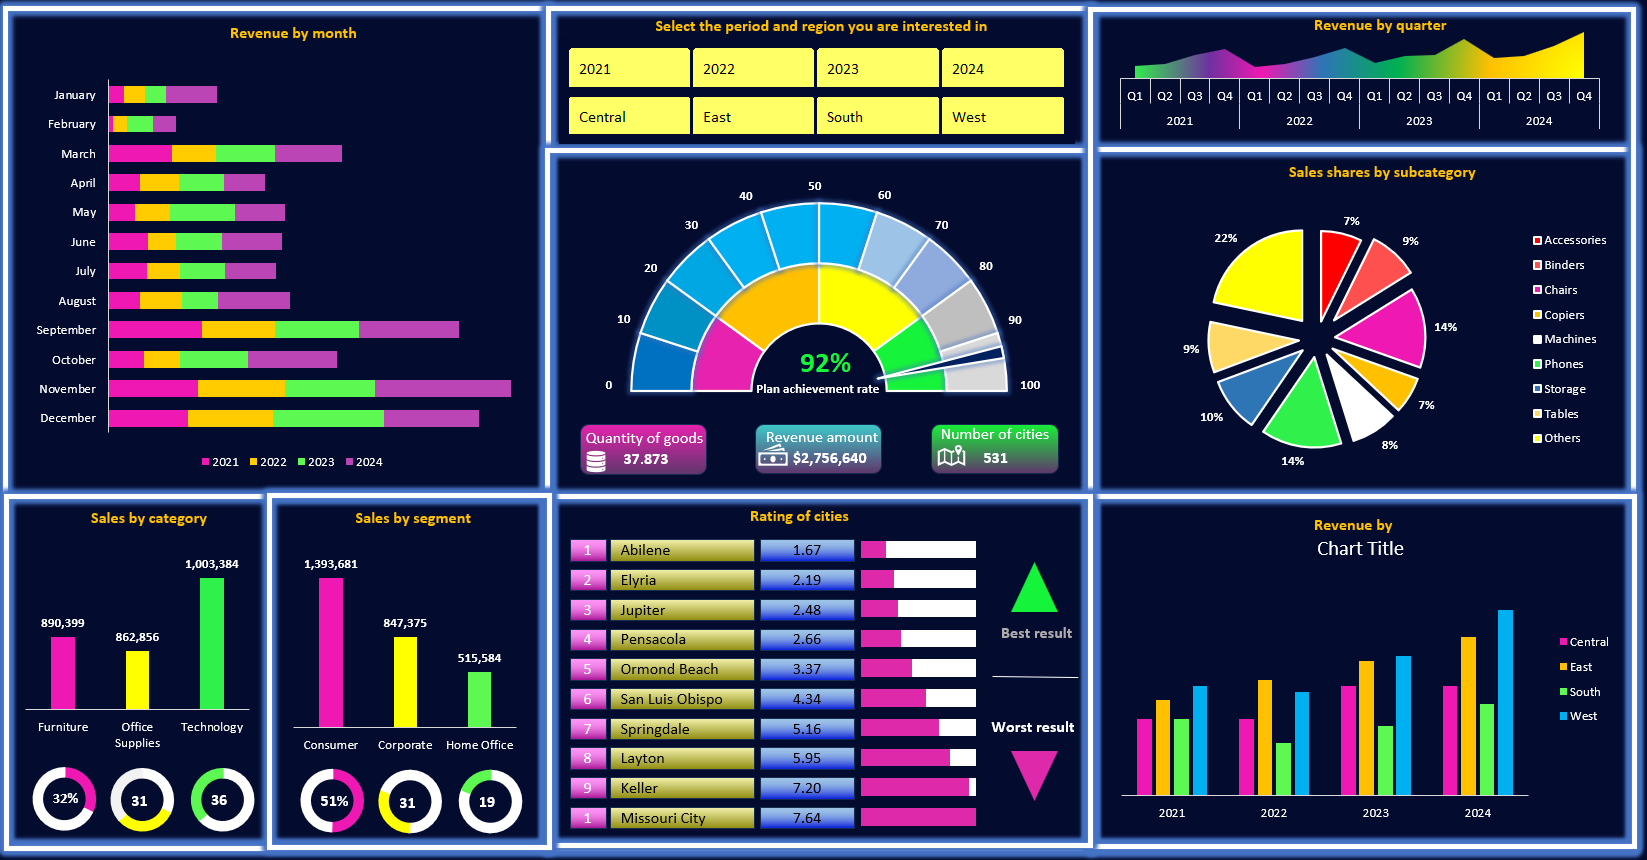 Revenue by month
January
February
March
April
May
June
July
August
September
October
November
December
2021 2022 2023 2024
Select the period and region you are interested in
2021 2022 2023 2024
Central East South West
Revenue by quarter
Q1 Q2 Q3 Q4 Q1 Q2 Q3 Q4 Q1 Q2 Q3 Q4 Q1 Q2 Q3 Q4
2021 2022 2023 2024
0
10
20
30
40
50
60
70
80
90
100
92%
Plan achievement rate
Quantity of goods
37.873
Revenue amount
$2,756,640
Number of cities
531
Sales shares by subcategory
7%
9%
14%
7%
8%
14%
10%
9%
22%
Accessories
Binders
Chairs
Copiers
Machines
Phones
Storage
Tables
Others
Sales by category
890,399
862,856
1,003,384
Furniture
Office
Supplies
Technology
32% 31 36
Sales by segment
1,393,681
847,375
515,584
Consumer Corporate Home Office
51% 31 19
Rating of cities
1 Abilene 1.67
2 Elyria 2.19
3 Jupiter 2.48
4 Pensacola 2.66
5 Ormond Beach 3.37
6 San Luis Obispo 4.34
7 Springdale 5.16
8 Layton 5.95
9 Keller 7.20
1 Missouri City 7.64
Best result
Worst result
Revenue by
Chart Title
2021 2022 2023 2024
Central
East
South
West